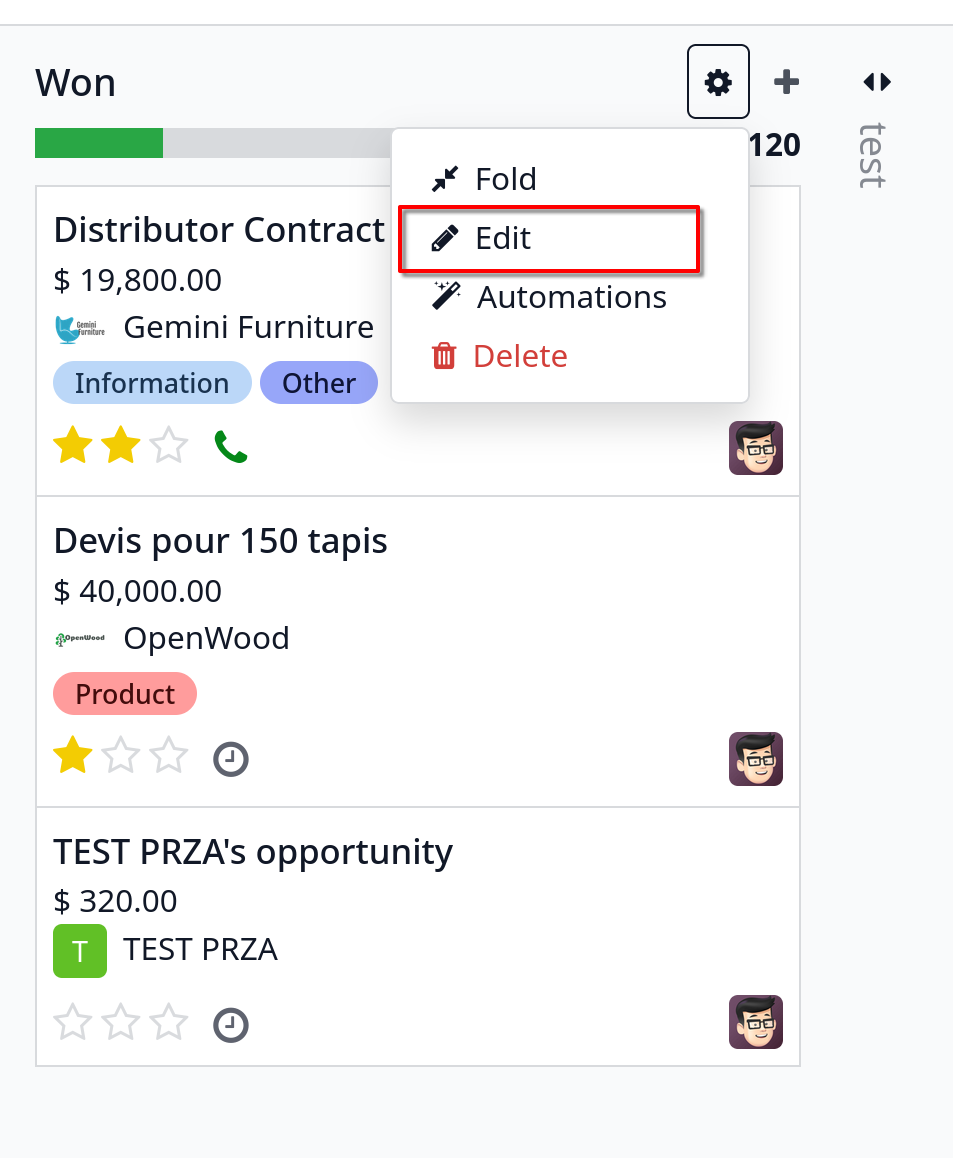 Won
120
test
Fold
Edit
Automations
Delete
Distributor Contract
$ 19,800.00
Gemini Furniture
Gemini Furniture
Information
Other
Devis pour 150 tapis
$ 40,000.00
OpenWood
OpenWood
Product
TEST PRZA's opportunity
$ 320.00
T
TEST PRZA